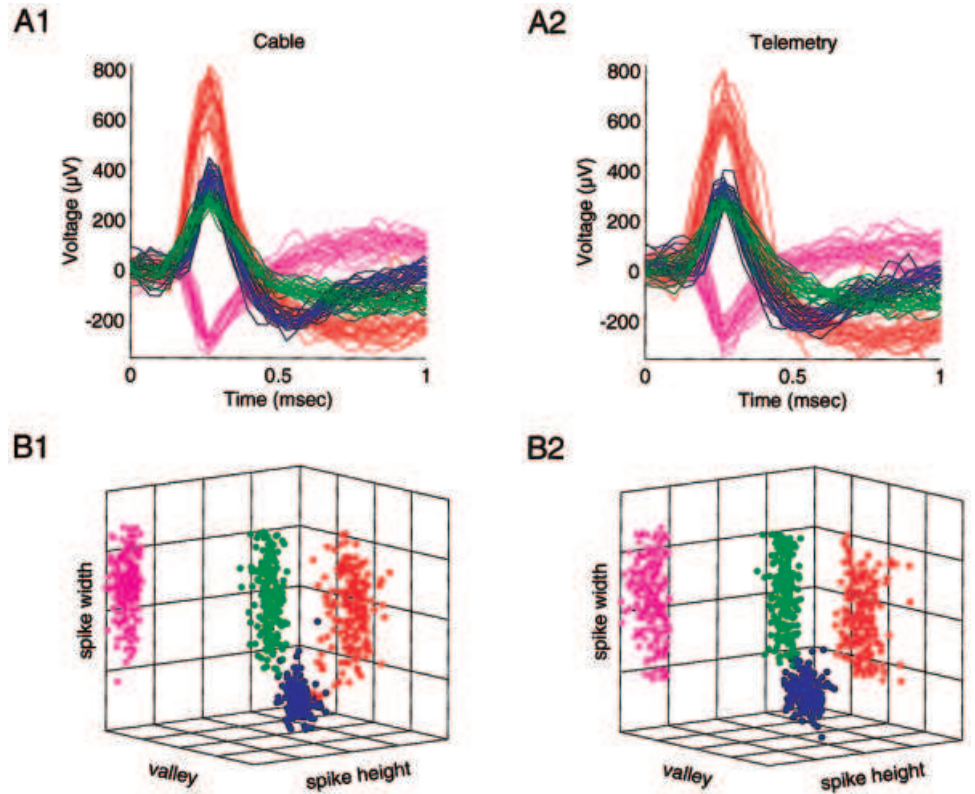 A1
Cable
A2
Telemetry
Voltage (µV)
800
600
400
200
0
-200
0
0.5
1
Time (msec)
Voltage (µV)
800
600
400
200
0
-200
0
0.5
1
Time (msec)
B1
spike width
valley
spike height
B2
spike width
valley
spike height